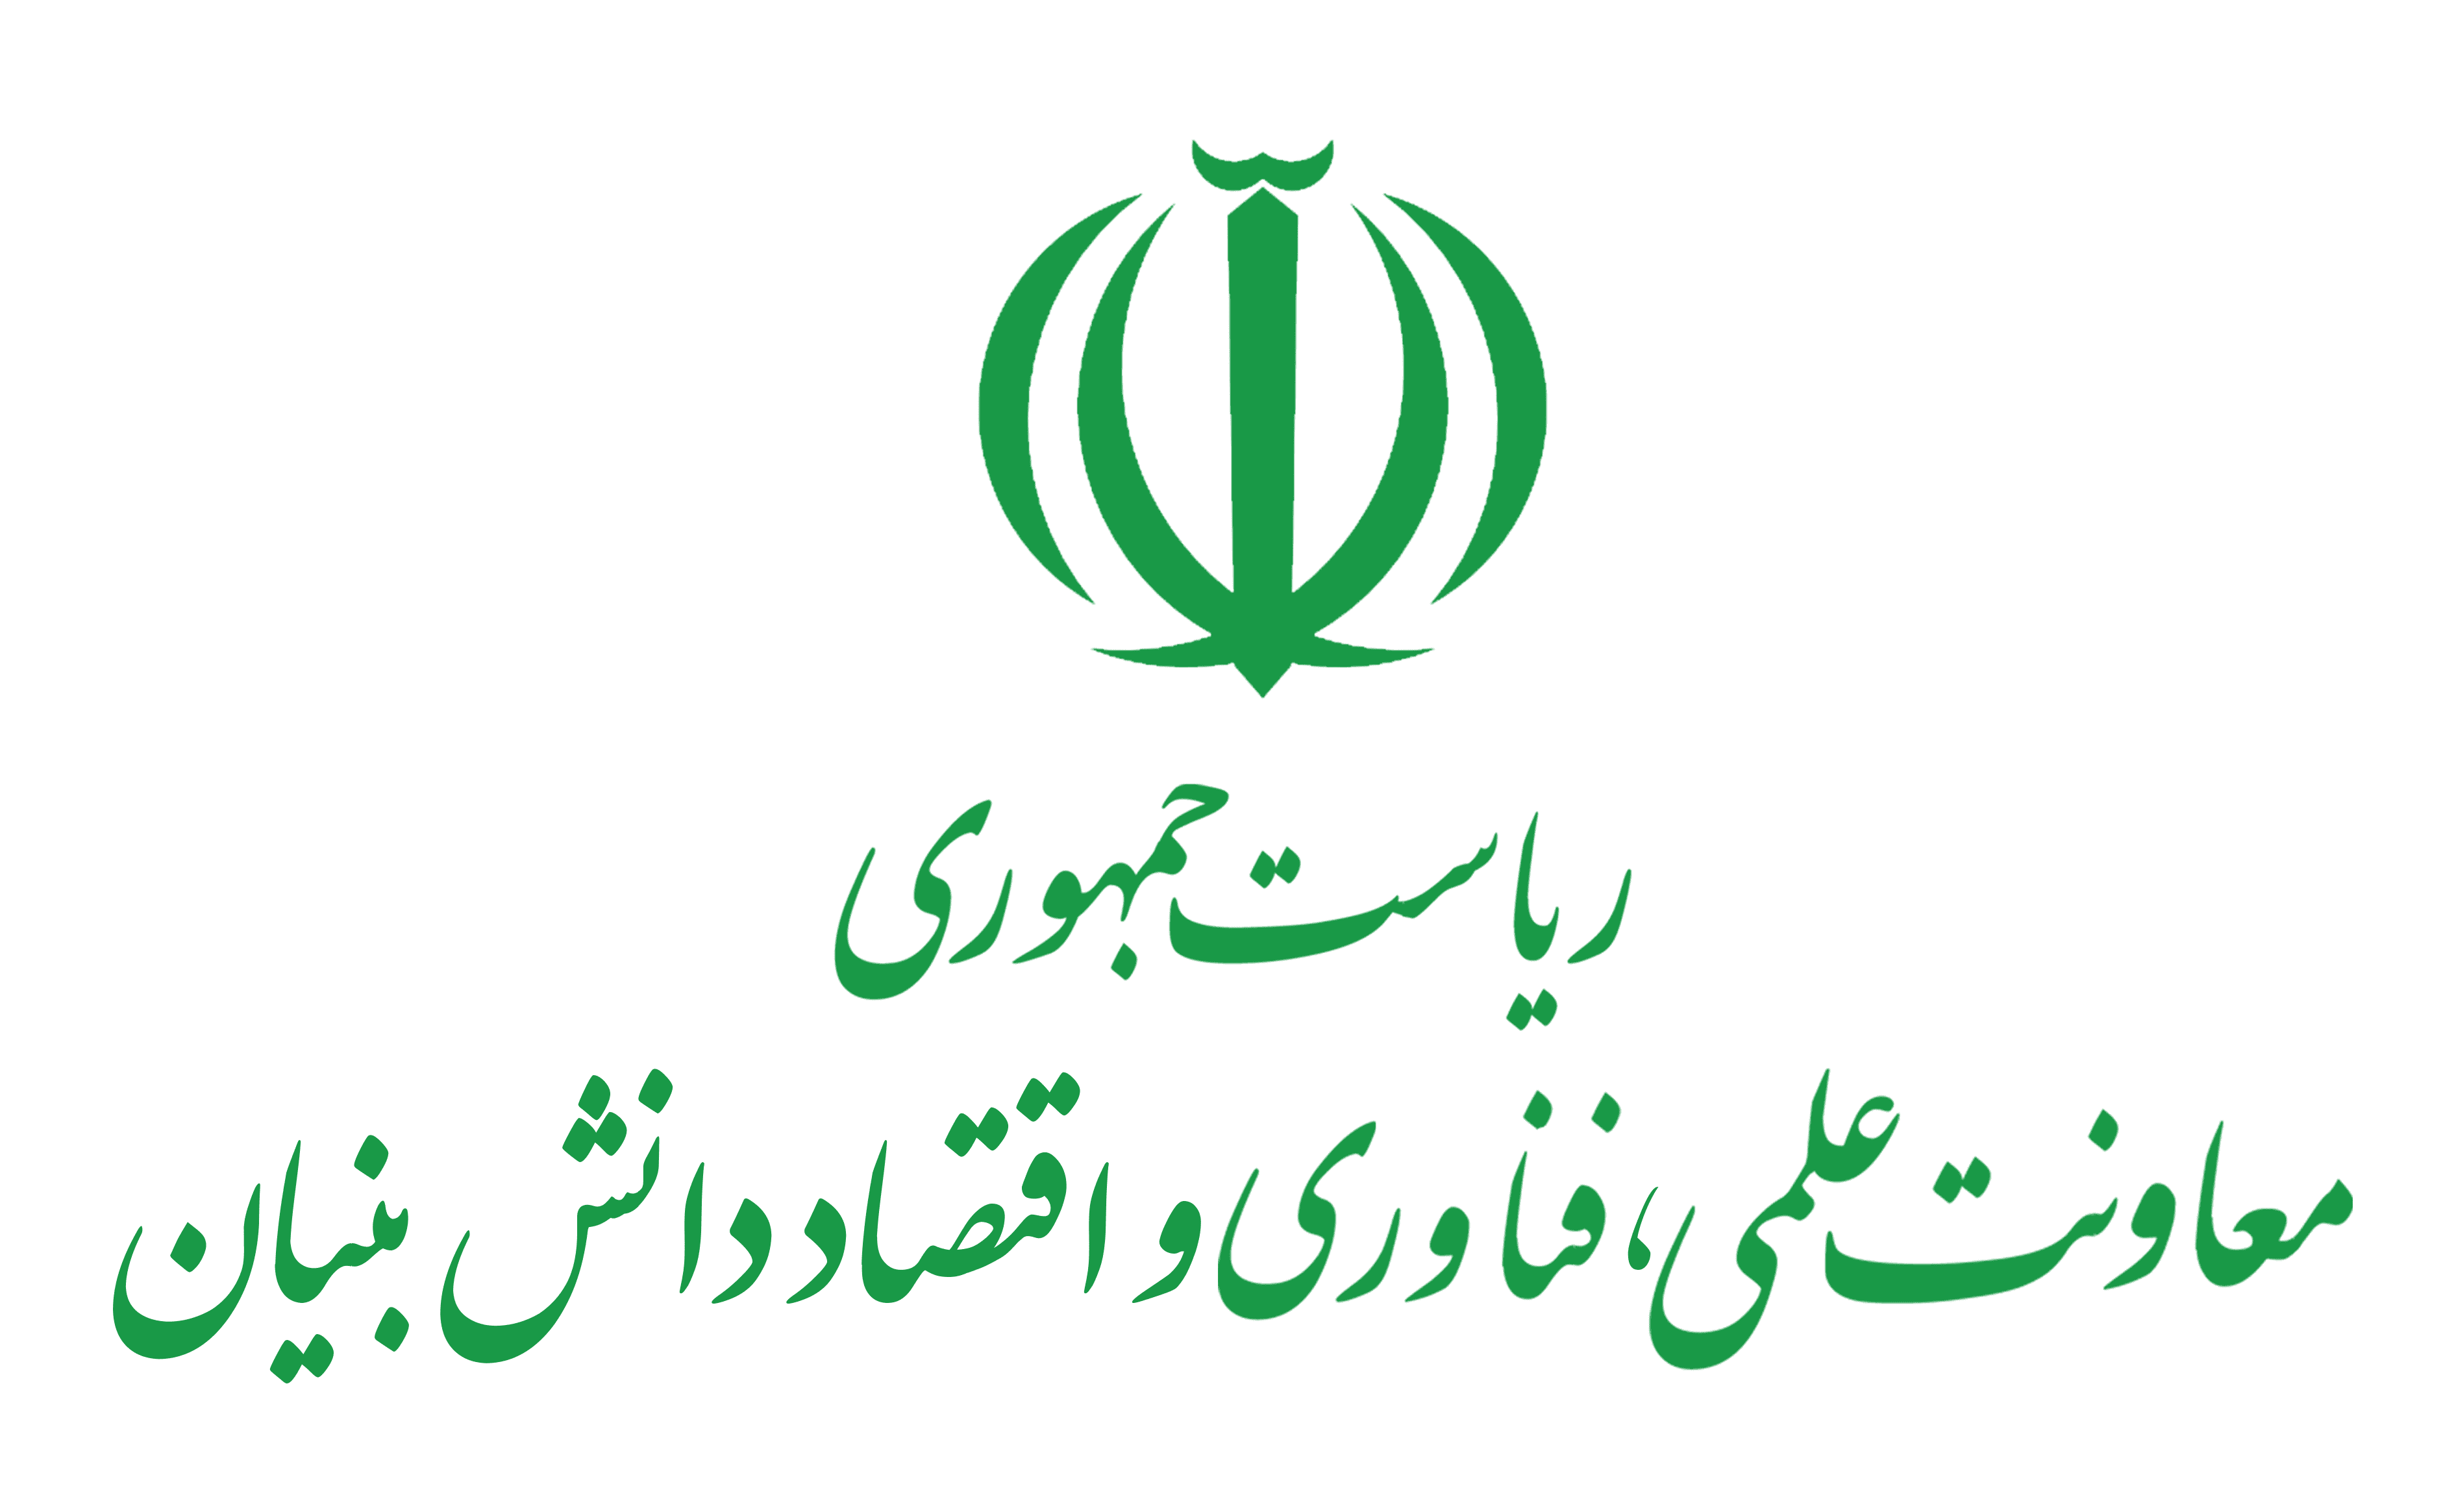 ریاست جمهوری
معاونت علمی، فناوری و اقتصاد دانش بنیان